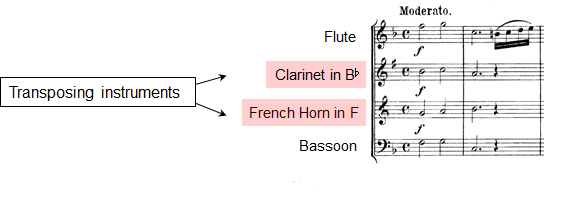 Moderato.
Flute
f
Clarinet in B♭
f
Transposing instruments
French Horn in F
f
Bassoon